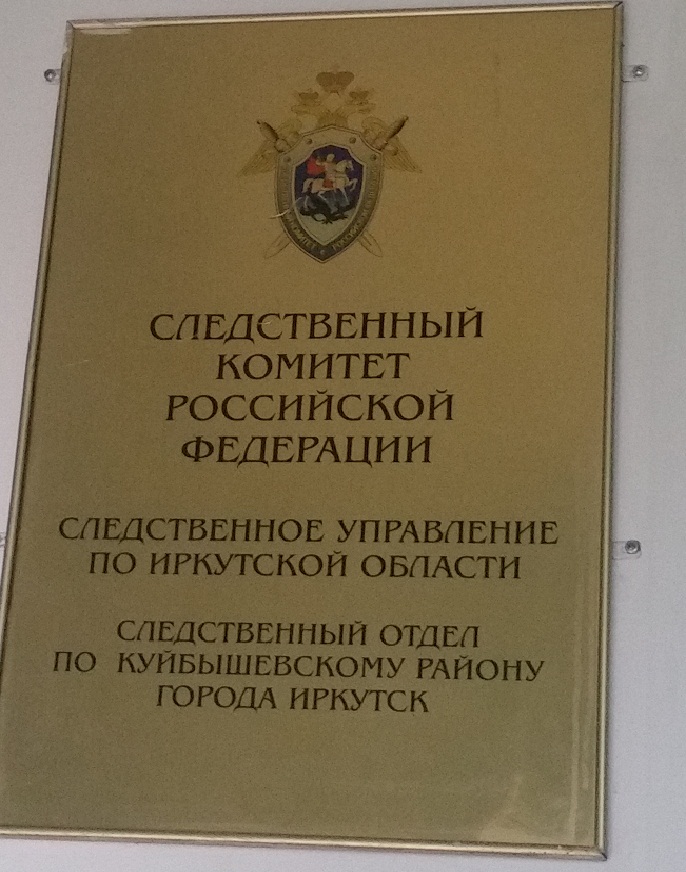 СЛЕДСТВЕННЫЙ
КОМИТЕТ
РОССИЙСКОЙ
ФЕДЕРАЦИИ
СЛЕДСТВЕННОЕ УПРАВЛЕНИЕ
ПО ИРКУТСКОЙ ОБЛАСТИ
СЛЕДСТВЕННЫЙ ОТДЕЛ
ПО КУЙБЫШЕВСКОМУ РАЙОНУ
ГОРОДА ИРКУТСК